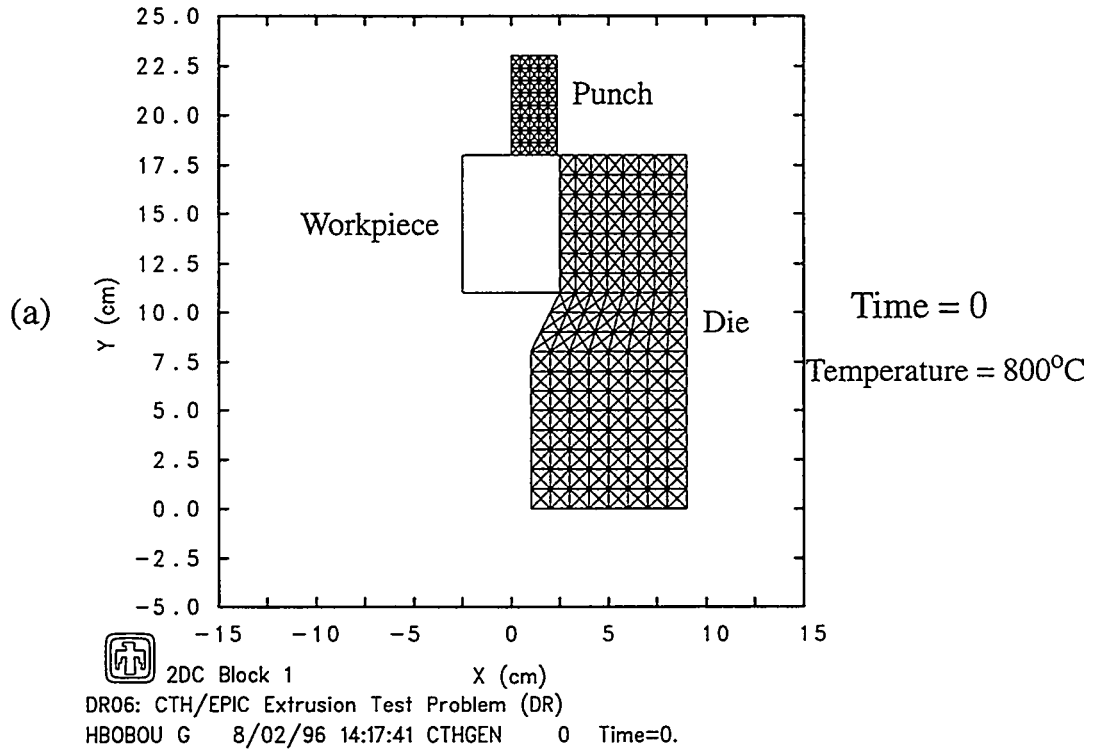 25.0
22.5
20.0
17.5
15.0
12.5
10.0
7.5
5.0
2.5
0.0
-2.5
-5.0
Y (cm)
(a)
Punch
Workpiece
Die
Time = 0
Temperature = 800°C
-15 -10 -5 0 5 10 15
2DC Block 1 X (cm)
DR06: CTH/EPIC Extrusion Test Problem (DR)
HBOBOU G 8/02/96 14:17:41 CTHGEN 0 Time=0.